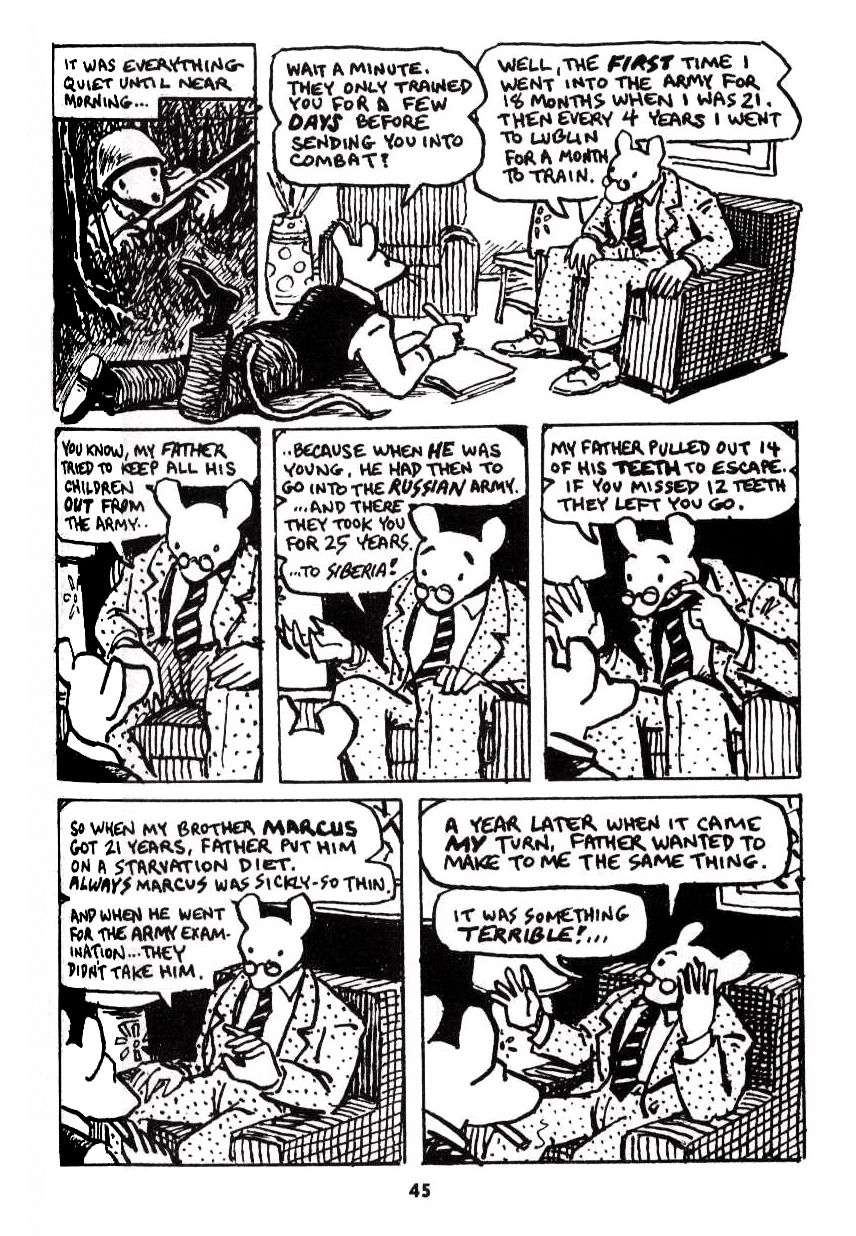 IT WAS EVERYTHING
QUIET UNTIL NEAR
MORNING...
WAIT A MINUTE.
THEY ONLY TRAINED
YOU FOR A FEW
DAYS BEFORE
SENDING YOU INTO
COMBAT?
WELL, THE FIRST TIME I
WENT INTO THE ARMY FOR
18 MONTHS WHEN I WAS 21.
THEN EVERY 4 YEARS I WENT
TO LUBLIN
FOR A MONTH
TO TRAIN.
YOU KNOW, MY FATHER
TRIED TO KEEP ALL HIS
CHILDREN
OUT FROM
THE ARMY..
..BECAUSE WHEN HE WAS
YOUNG, HE HAD THEN TO
GO INTO THE RUSSIAN ARMY.
...AND THERE
THEY TOOK YOU
FOR 25 YEARS.
...TO SIBERIA!
MY FATHER PULLED OUT 14
OF HIS TEETH TO ESCAPE.
IF YOU MISSED 12 TEETH
THEY LEFT YOU GO.
SO WHEN MY BROTHER MARCUS
GOT 21 YEARS, FATHER PUT HIM
ON A STARVATION DIET.
ALWAYS MARCUS WAS SICKLY-SO THIN.
AND WHEN HE WENT
FOR THE ARMY EXAM-
INATION...THEY
DIDN'T TAKE HIM.
A YEAR LATER WHEN IT CAME
MY TURN, FATHER WANTED TO
MAKE TO ME THE SAME THING.
IT WAS SOMETHING
TERRIBLE!...
45